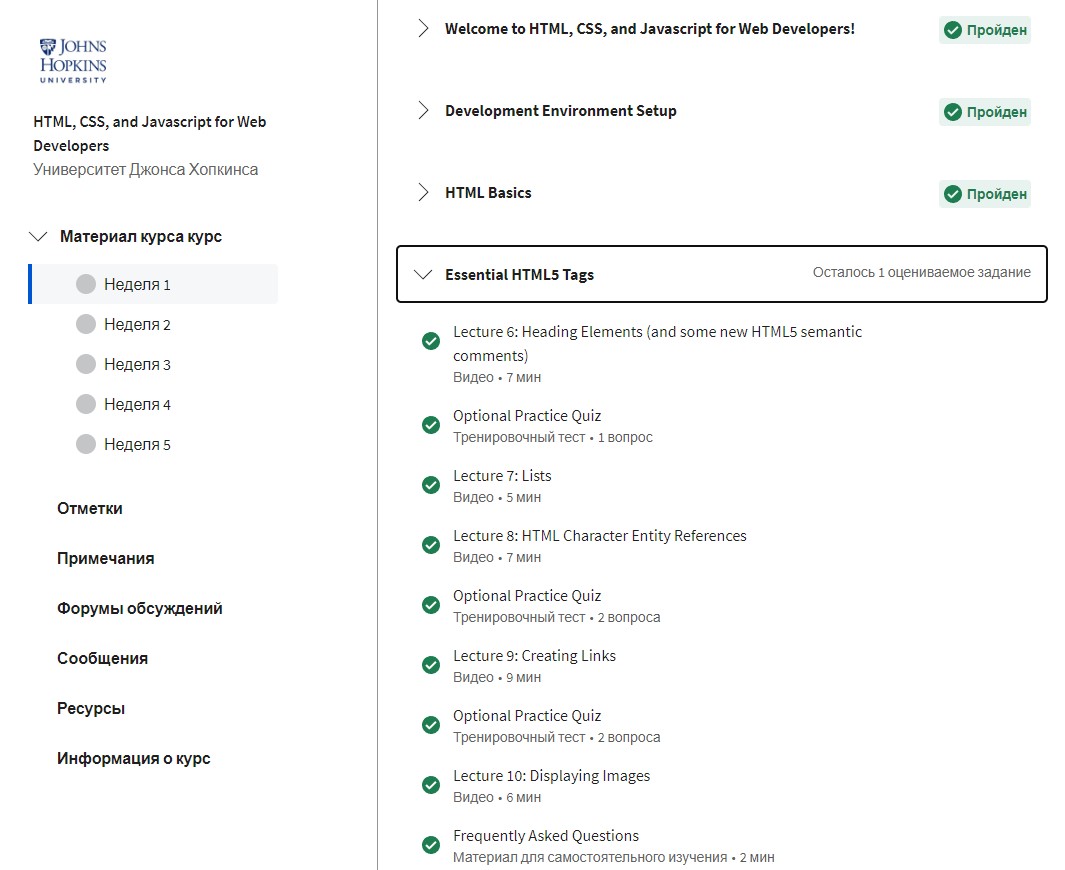 JOHNS
HOPKINS
UNIVERSITY
HTML, CSS, and Javascript for Web
Developers
Университет Джонса Хопкинса
Материал курса курс
Неделя 1
Неделя 2
Неделя 3
Неделя 4
Неделя 5
Отметки
Примечания
Форумы обсуждений
Сообщения
Ресурсы
Информация о курс
Welcome to HTML, CSS, and Javascript for Web Developers!
Пройден
Development Environment Setup
Пройден
HTML Basics
Пройден
Essential HTML5 Tags
Осталось 1 оцениваемое задание
Lecture 6: Heading Elements (and some new HTML5 semantic
comments)
Видео • 7 мин
Optional Practice Quiz
Тренировочный тест • 1 вопрос
Lecture 7: Lists
Видео • 5 мин
Lecture 8: HTML Character Entity References
Видео • 7 мин
Optional Practice Quiz
Тренировочный тест • 2 вопроса
Lecture 9: Creating Links
Видео • 9 мин
Optional Practice Quiz
Тренировочный тест • 2 вопроса
Lecture 10: Displaying Images
Видео • 6 мин
Frequently Asked Questions
Материал для самостоятельного изучения • 2 мин